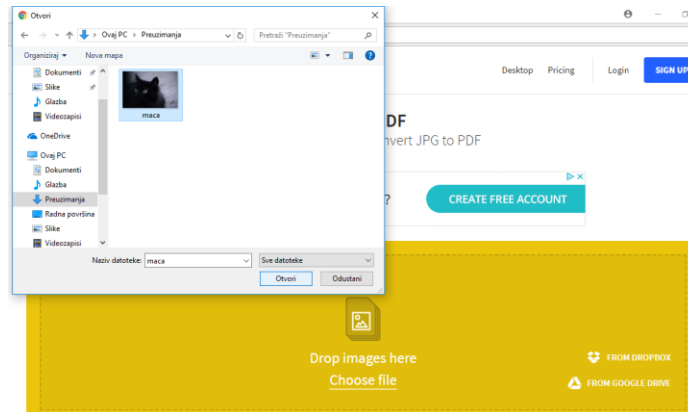 Otvori
Ovaj PC > Preuzimanja
Pretraži "Preuzimanja"
Organiziraj
Nova mapa
Dokumenti
Slike
Glazba
Videozapisi
OneDrive
Ovaj PC
Dokumenti
Glazba
Preuzimanja
Radna površina
Slike
Videozapisi
maca
Naziv datoteke: maca
Sve datoteke
Otvori
Odustani
Desktop
Pricing
Login
SIGN UP
DF
nvert JPG to PDF
?
CREATE FREE ACCOUNT
Drop images here
Choose file
FROM DROPBOX
FROM GOOGLE DRIVE